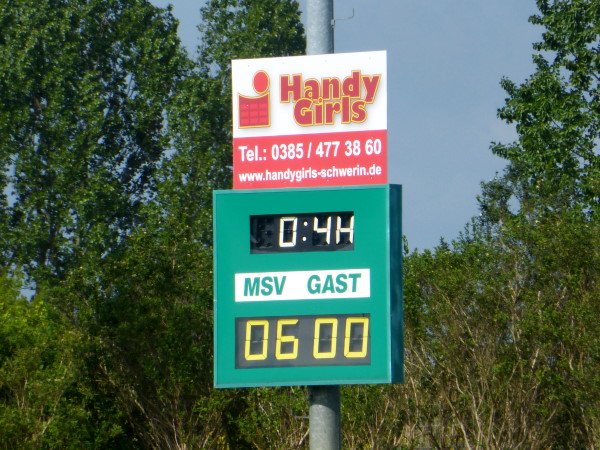 Handy
Girls
Tel.: 0385 / 477 38 60
www.handygirls-schwerin.de
0:4H
MSV GAST
06 00